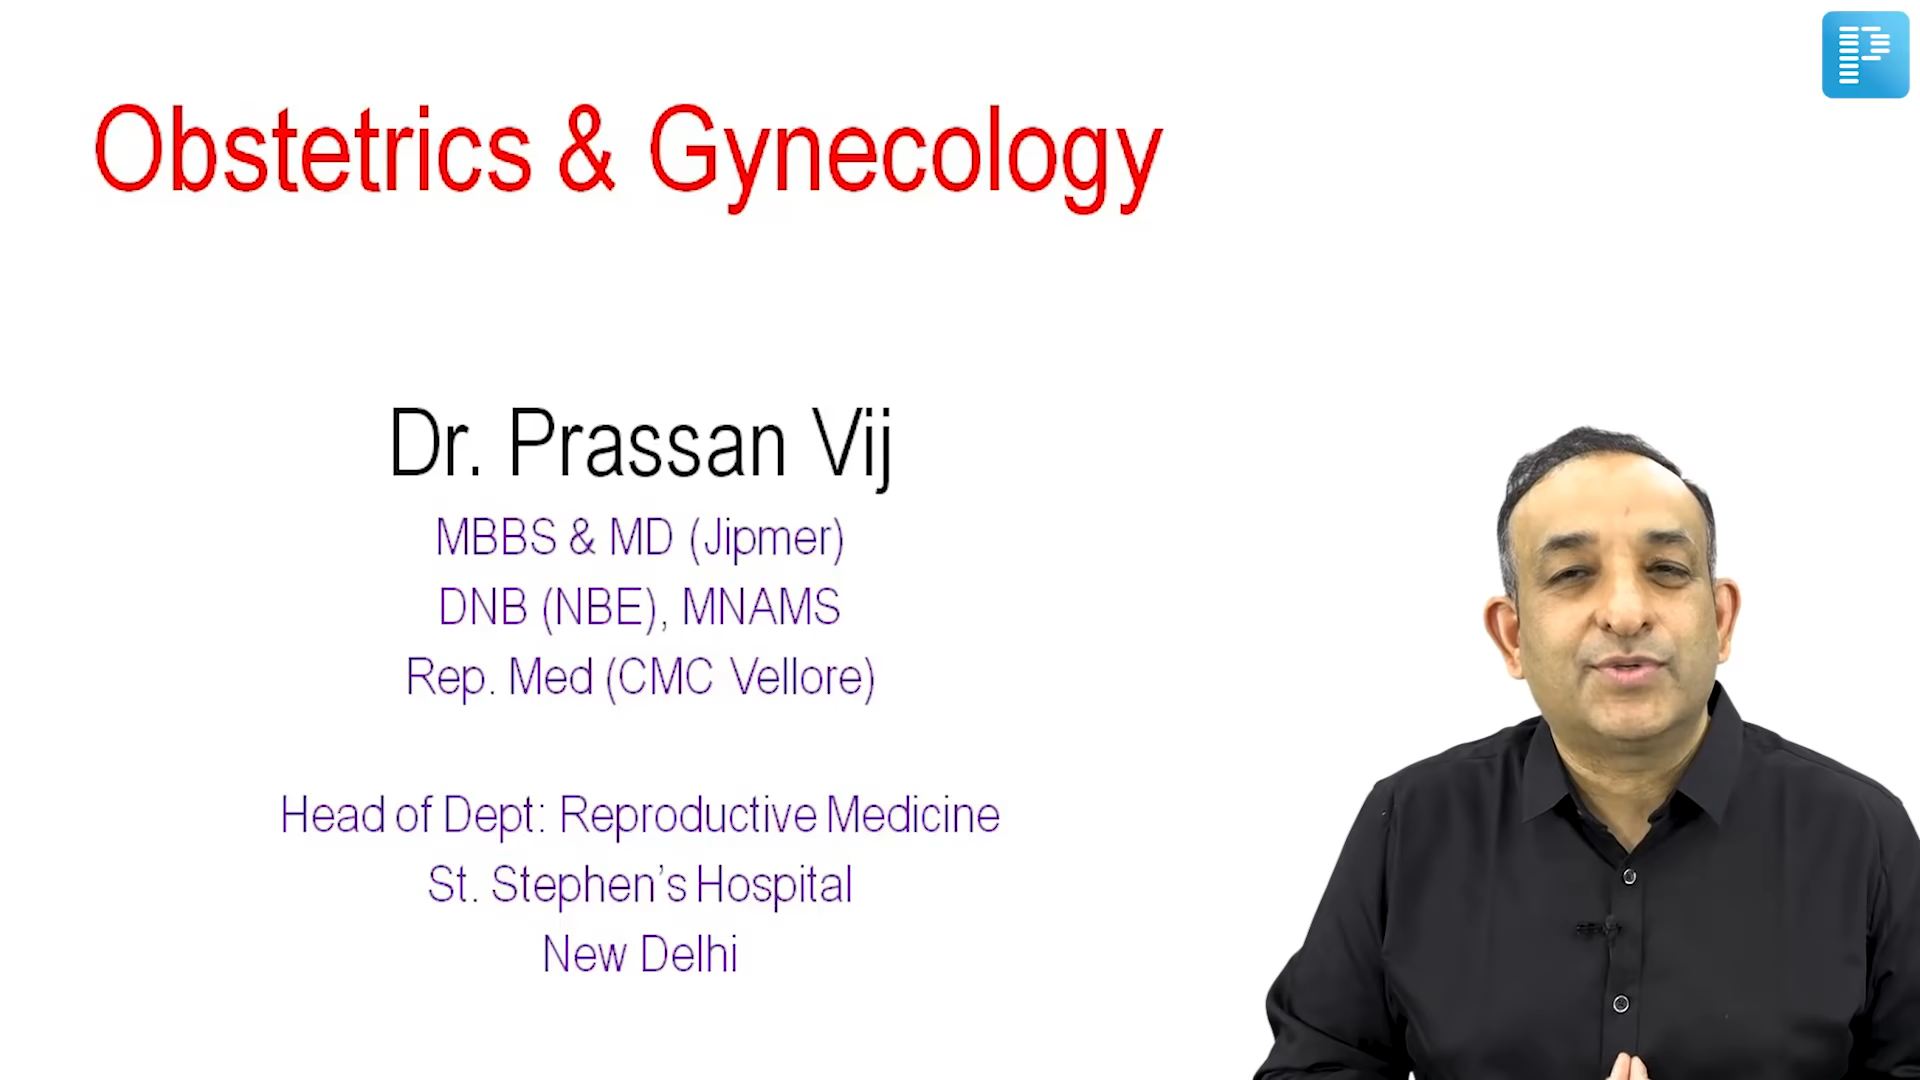 Obstetrics & Gynecology
Dr. Prassan Vij
MBBS & MD (Jipmer)
DNB (NBE), MNAMS
Rep. Med (CMC Vellore)
Head of Dept: Reproductive Medicine
St. Stephen's Hospital
New Delhi